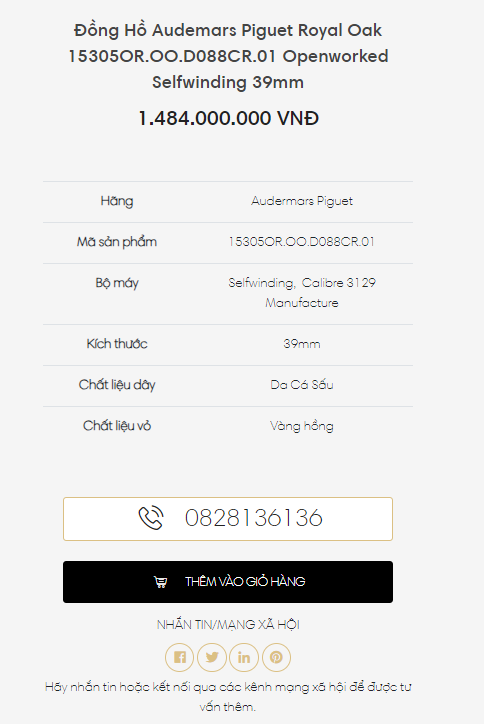 Đồng Hồ Audemars Piguet Royal Oak
15305OR.OO.D088CR.01 Openworked
Selfwinding 39mm
1.484.000.000 VNĐ
Hãng Audemars Piguet
Mã sản phẩm 15305OR.OO.D088CR.01
Bộ máy Selfwinding, Calibre 3129
Manufacture
Kích thước 39mm
Chất liệu dây Da Cá Sấu
Chất liệu vỏ Vàng hồng
0828136136
THÊM VÀO GIỎ HÀNG
NHẮN TIN/MẠNG XÃ HỘI
Hãy nhắn tin hoặc kết nối qua các kênh mạng xã hội để được tư
vấn thêm.